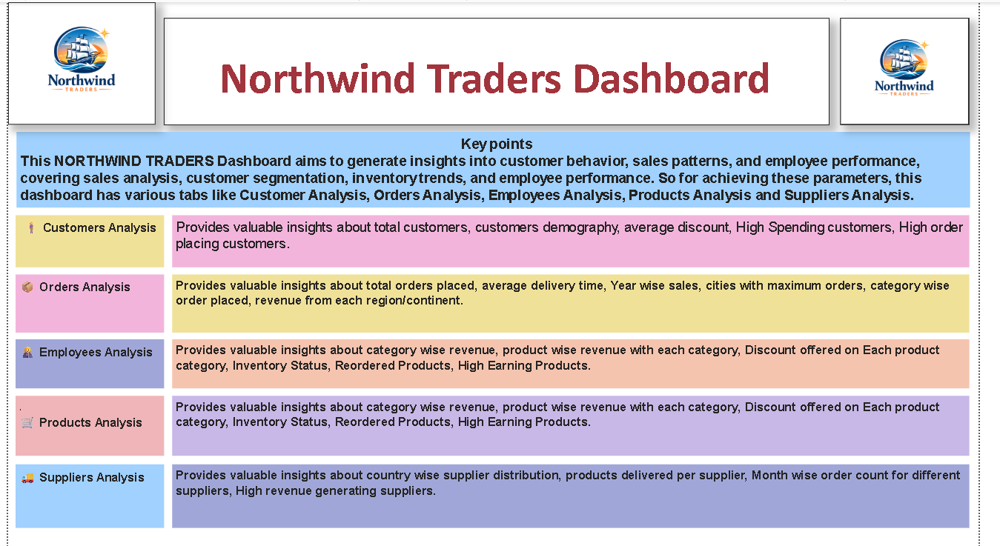 Northwind
TRADERS
Northwind Traders Dashboard
Northwind
TRADERS
Key points
This NORTHWIND TRADERS Dashboard aims to generate insights into customer behavior, sales patterns, and employee performance,
covering sales analysis, customer segmentation, inventory trends, and employee performance. So for achieving these parameters, this
dashboard has various tabs like Customer Analysis, Orders Analysis, Employees Analysis, Products Analysis and Suppliers Analysis.
Customers Analysis
Provides valuable insights about total customers, customers demography, average discount, High Spending customers, High order
placing customers.
Orders Analysis
Provides valuable insights about total orders placed, average delivery time, Year wise sales, cities with maximum orders, category wise
order placed, revenue from each region/continent.
Employees Analysis
Provides valuable insights about category wise revenue, product wise revenue with each category, Discount offered on Each product
category, Inventory Status, Reordered Products, High Earning Products.
.
Products Analysis
Provides valuable insights about category wise revenue, product wise revenue with each category, Discount offered on Each product
category, Inventory Status, Reordered Products, High Earning Products.
Suppliers Analysis
Provides valuable insights about country wise supplier distribution, products delivered per supplier, Month wise order count for different
suppliers, High revenue generating suppliers.